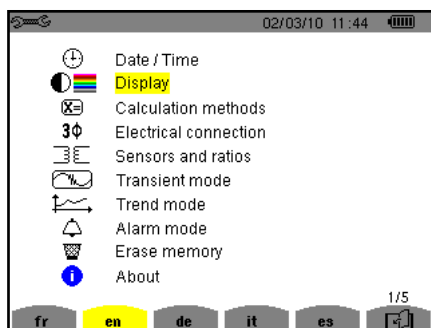 02/03/10 11:44
Date / Time
Display
X= Calculation methods
3φ Electrical connection
Sensors and ratios
Transient mode
Trend mode
Alarm mode
Erase memory
i About
1/5
fr en de it es